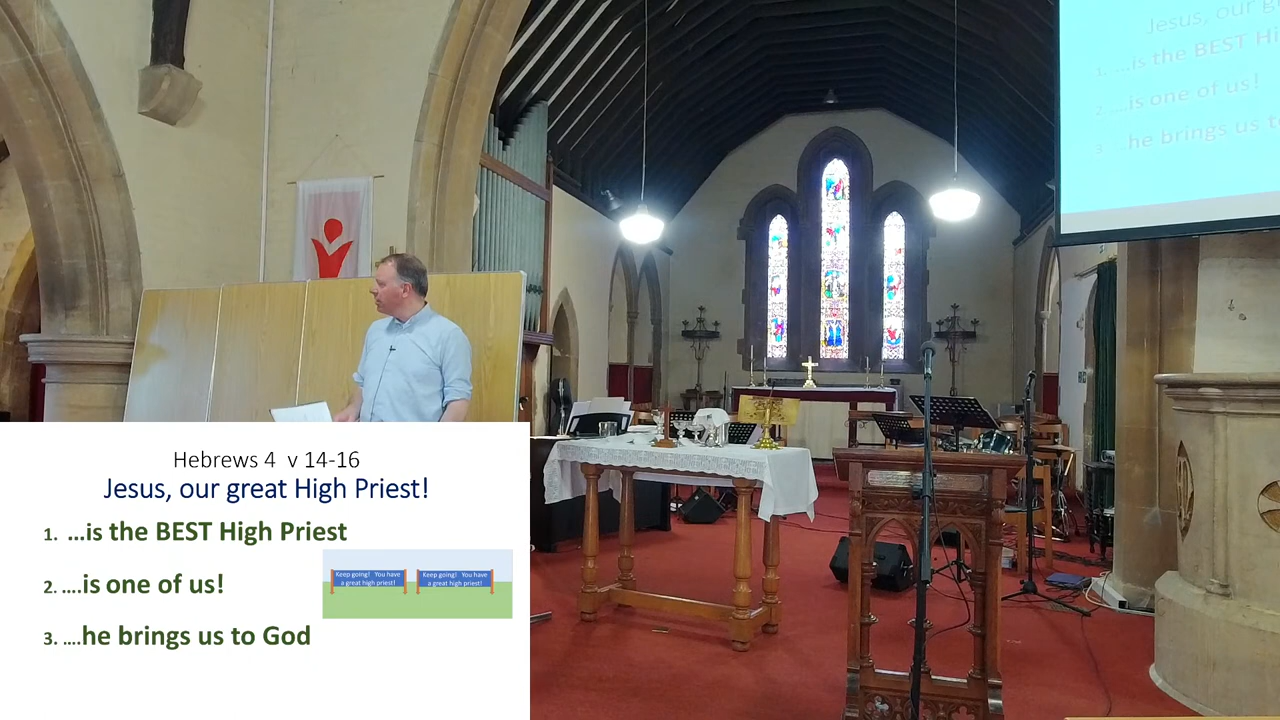 Hebrews 4 v 14-16
Jesus, our great High Priest!
1. ...is the BEST High Priest
2. ....is one of us!
3. ....he brings us to God
Keep going! You have
a great high priest!
Keep going! You have
a great high priest!
Jesus, our g
1. ...is the BEST Hi
2. ....is one of us!
3 ...he brings us to